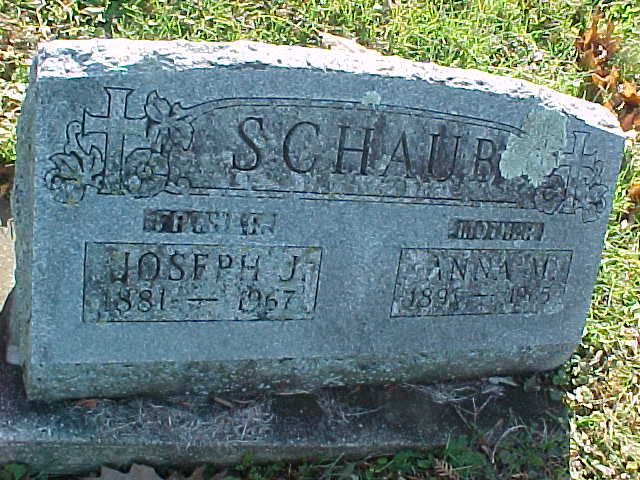 SCHAUB
FATHER
MOTHER
JOSEPH J.
1881 — 1967
ANNA M.